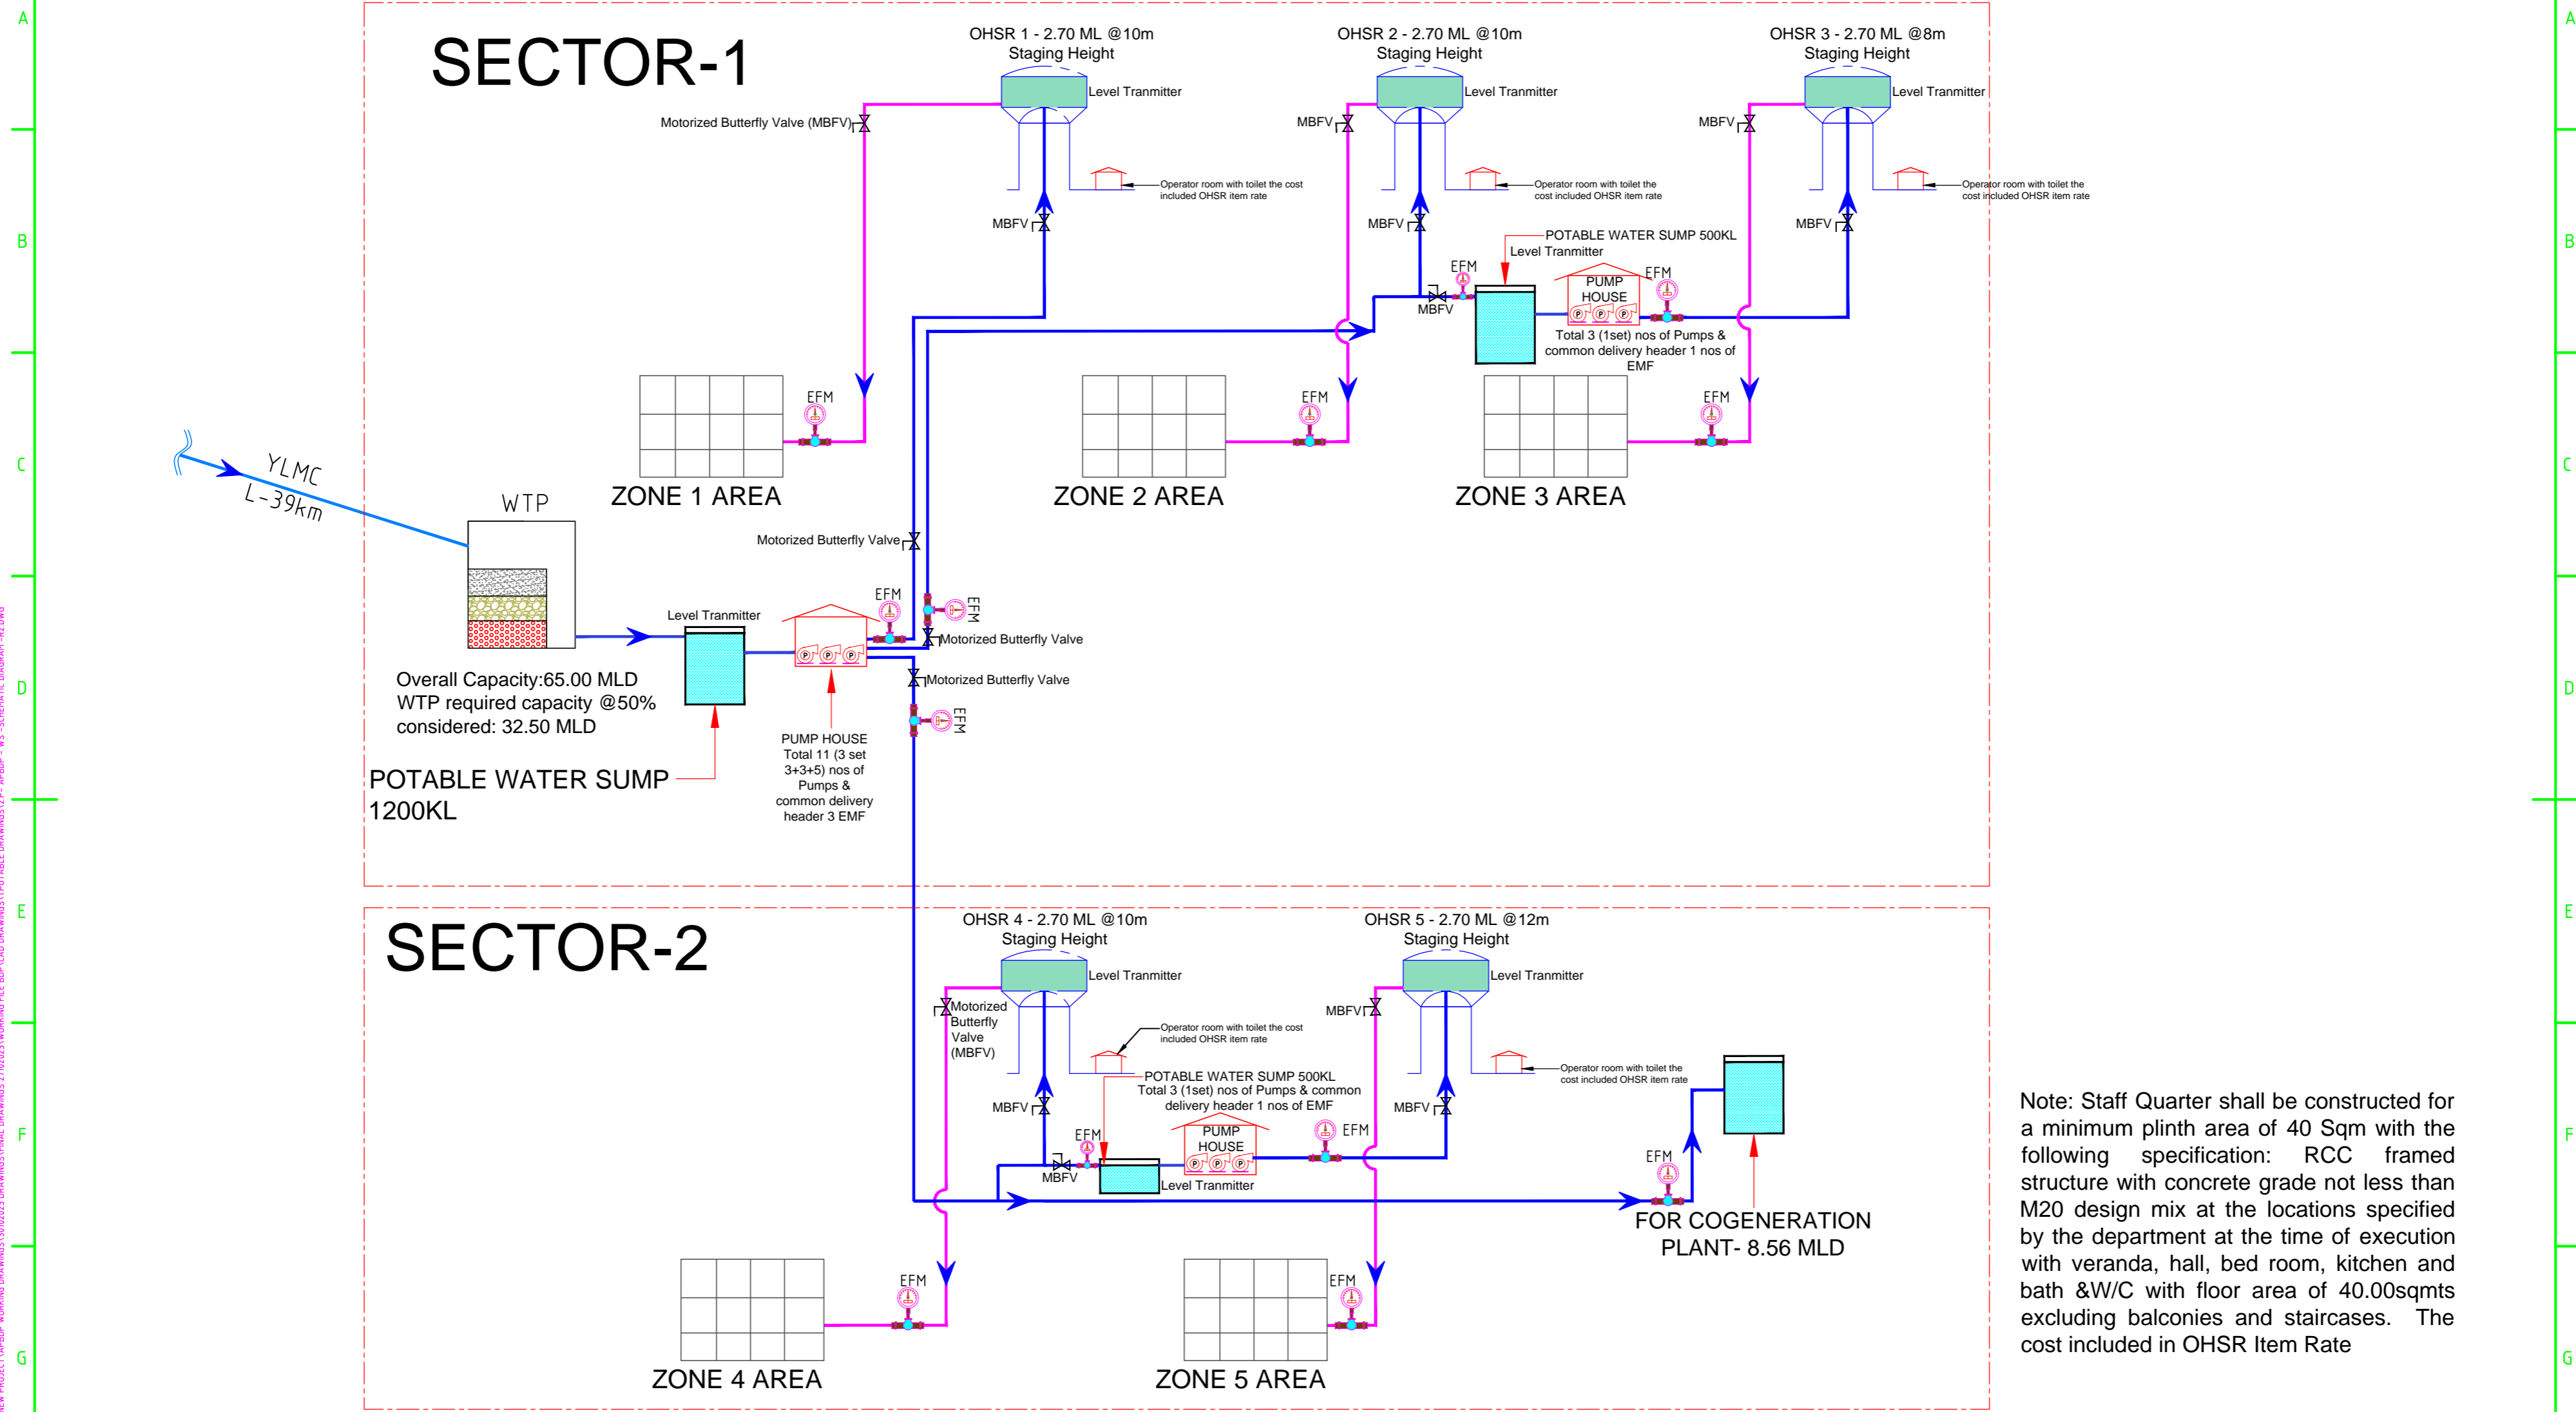 A
A
B
B
C
C
D
D
E
E
F
F
G
G
SECTOR-1
OHSR 1 - 2.70 ML @10m
Staging Height
Level Tranmitter
Motorized Butterfly Valve (MBFV)
Operator room with toilet the cost
included OHSR item rate
MBFV
OHSR 2 - 2.70 ML @10m
Staging Height
Level Tranmitter
MBFV
Operator room with toilet the
cost included OHSR item rate
MBFV
OHSR 3 - 2.70 ML @8m
Staging Height
Level Tranmitter
MBFV
Operator room with toilet the
cost included OHSR item rate
MBFV
POTABLE WATER SUMP 500KL
Level Tranmitter
EFM
MBFV
PUMP
HOUSE
P P P
EFM
Total 3 (1set) nos of Pumps &
common delivery header 1 nos of
EMF
EFM
ZONE 1 AREA
EFM
ZONE 2 AREA
EFM
ZONE 3 AREA
YLMC
L-39km
WTP
Overall Capacity:65.00 MLD
WTP required capacity @50%
considered: 32.50 MLD
Level Tranmitter
POTABLE WATER SUMP
1200KL
Motorized Butterfly Valve
EFM
EFM
Motorized Butterfly Valve
Motorized Butterfly Valve
EFM
P P P
PUMP HOUSE
Total 11 (3 set
3+3+5) nos of
Pumps &
common delivery
header 3 EMF
SECTOR-2
OHSR 4 - 2.70 ML @10m
Staging Height
Level Tranmitter
Motorized
Butterfly
Valve
(MBFV)
Operator room with toilet the cost
included OHSR item rate
MBFV
POTABLE WATER SUMP 500KL
Total 3 (1set) nos of Pumps & common
delivery header 1 nos of EMF
EFM
MBFV
PUMP
HOUSE
P P P
Level Tranmitter
EFM
OHSR 5 - 2.70 ML @12m
Staging Height
Level Tranmitter
MBFV
Operator room with toilet the
cost included OHSR item rate
MBFV
EFM
FOR COGENERATION
PLANT- 8.56 MLD
EFM
ZONE 4 AREA
EFM
ZONE 5 AREA
Note: Staff Quarter shall be constructed for
a minimum plinth area of 40 Sqm with the
following specification: RCC framed
structure with concrete grade not less than
M20 design mix at the locations specified
by the department at the time of execution
with veranda, hall, bed room, kitchen and
bath &W/C with floor area of 40.00sqmts
excluding balconies and staircases. The
cost included in OHSR Item Rate